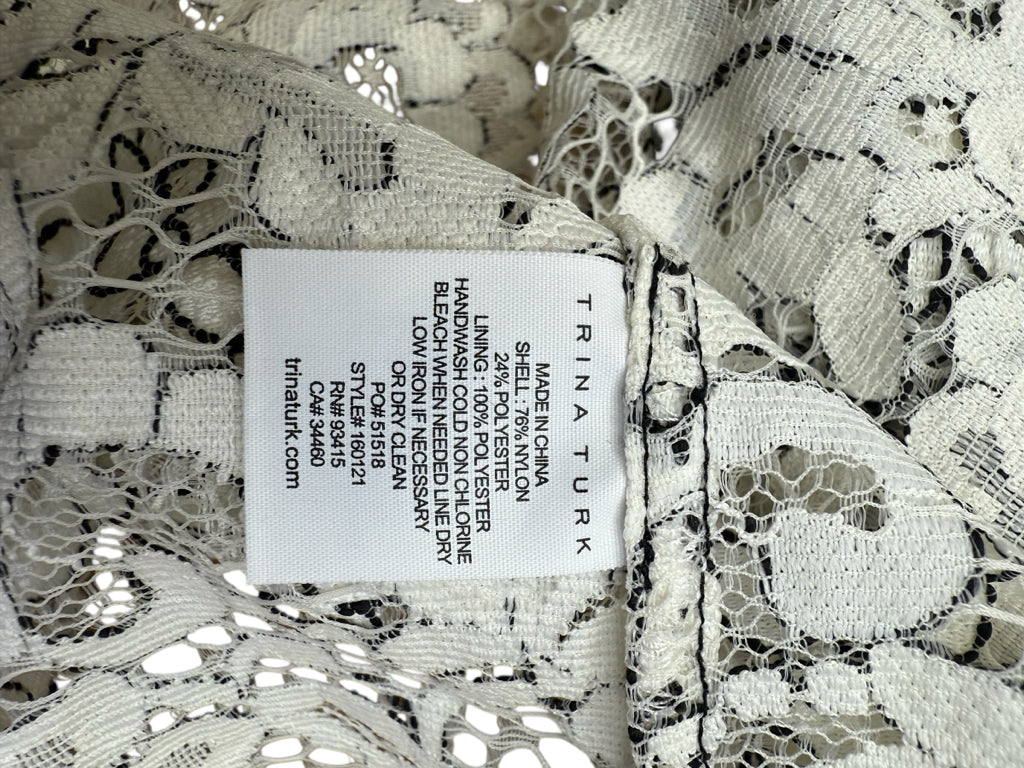 TRINA TURK
MADE IN CHINA
SHELL : 76% NYLON
24% POLYESTER
LINING : 100% POLYESTER
HANDWASH COLD NON CHLORINE
BLEACH WHEN NEEDED LINE DRY
LOW IRON IF NECESSARY
OR DRY CLEAN
PO# 51518
STYLE# 160121
RN# 93415
CA# 34460
trinaturk.com